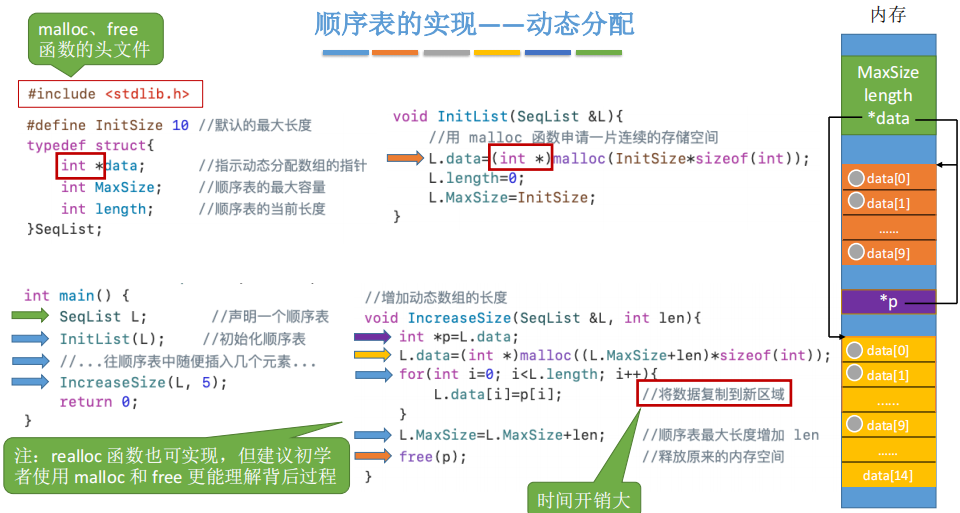 顺序表的实现——动态分配
malloc、free
函数的头文件
#include <stdlib.h>
#define InitSize 10 //默认的最大长度
typedef struct{
int *data; //指示动态分配数组的指针
int MaxSize; //顺序表的最大容量
int length; //顺序表的当前长度
}SeqList;
void InitList(SeqList &L){
//用 malloc 函数申请一片连续的存储空间
L.data=(int *)malloc(InitSize*sizeof(int));
L.length=0;
L.MaxSize=InitSize;
}
int main() {
SeqList L; //声明一个顺序表
InitList(L); //初始化顺序表
//...往顺序表中随便插入几个元素...
IncreaseSize(L, 5);
return 0;
}
注：realloc 函数也可实现，但建议初学
者使用 malloc 和 free 更能理解背后过程
//增加动态数组的长度
void IncreaseSize(SeqList &L, int len){
int *p=L.data;
L.data=(int *)malloc((L.MaxSize+len)*sizeof(int));
for(int i=0; i<L.length; i++){
L.data[i]=p[i]; //将数据复制到新区域
}
L.MaxSize=L.MaxSize+len; //顺序表最大长度增加 len
free(p); //释放原来的内存空间
}
时间开销大
内存
MaxSize
length
*data
data[0]
data[1]
......
data[9]
*p
data[0]
data[1]
......
data[9]
......
data[14]